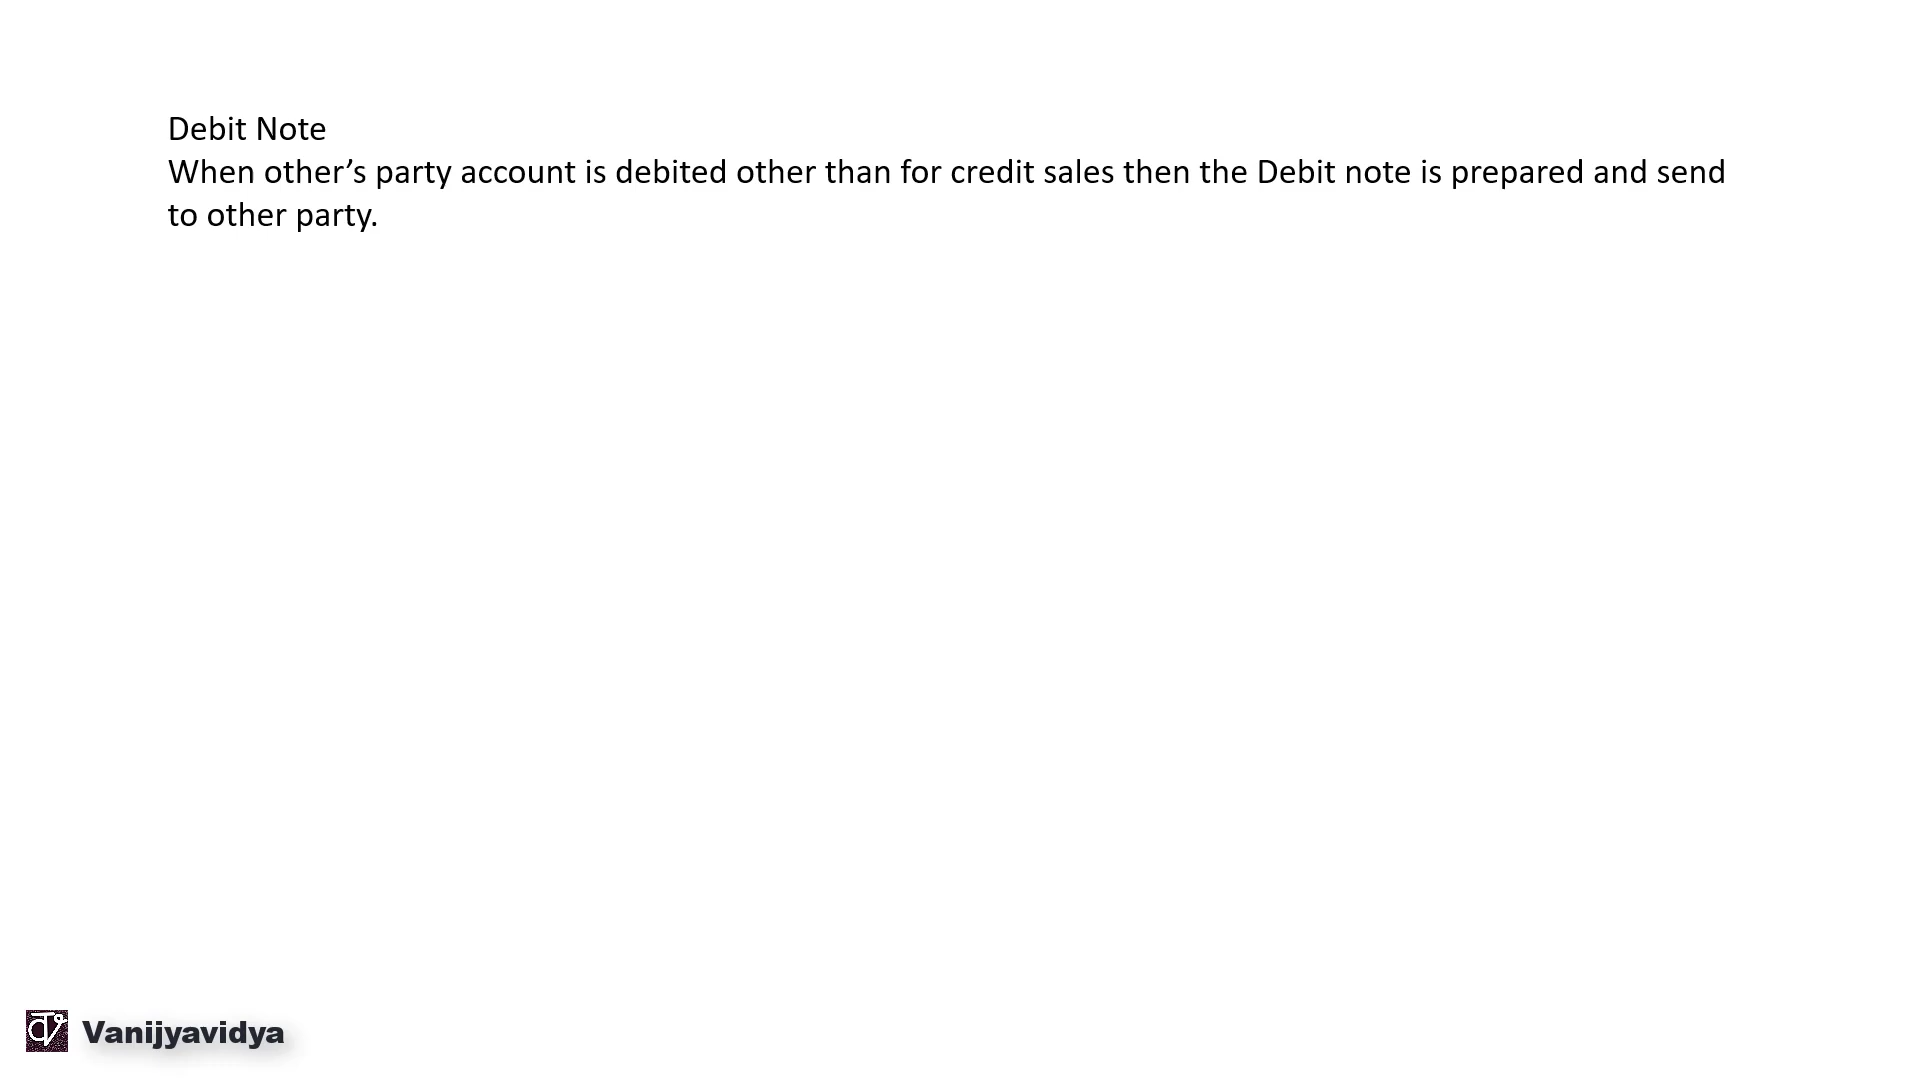 Debit Note
When other’s party account is debited other than for credit sales then the Debit note is prepared and send
to other party.
Vanijyavidya